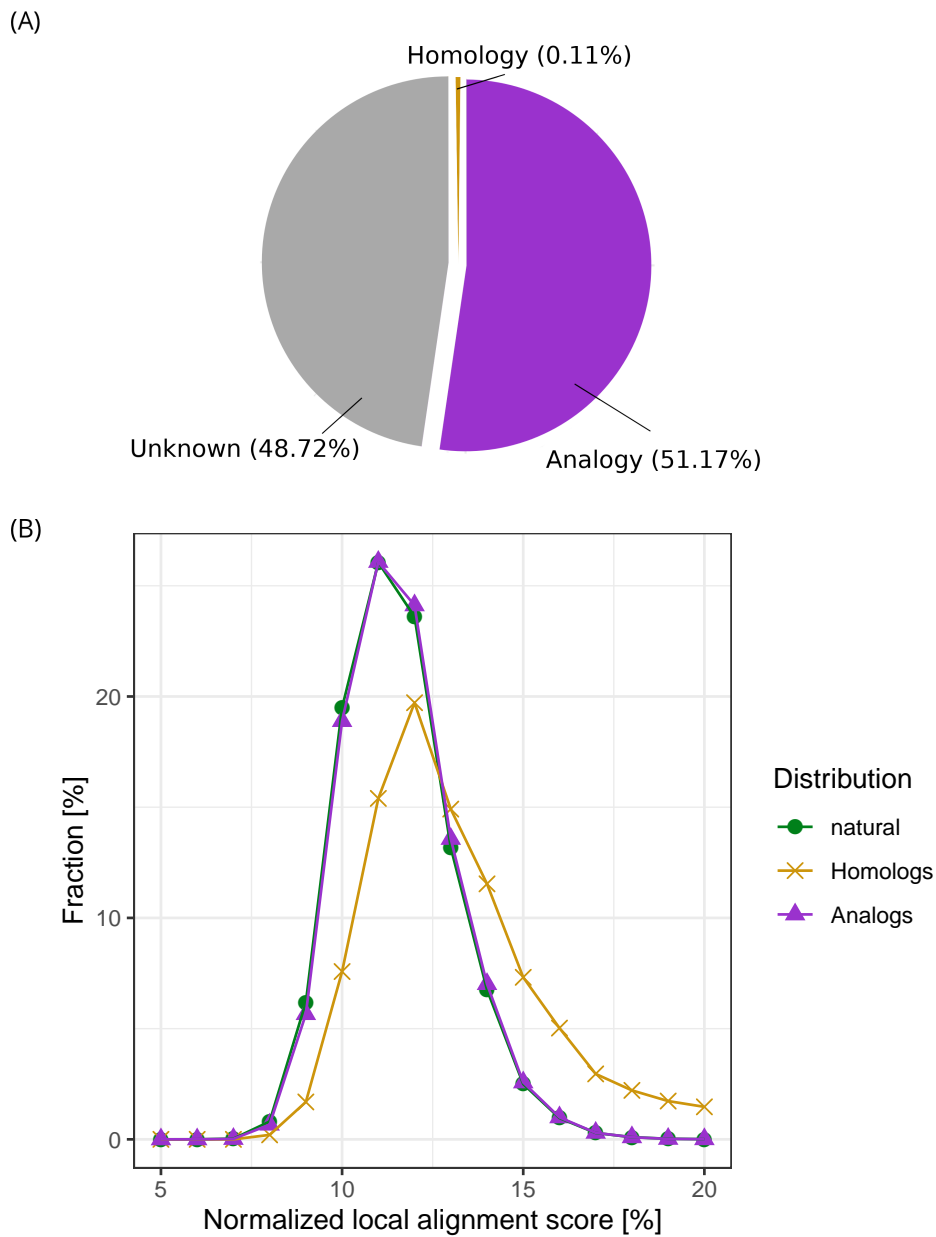 (A)
Homology (0.11%)
Unknown (48.72%)
Analogy (51.17%)
(B)
20
10
0
Fraction [%]
5 10 15 20
Normalized local alignment score [%]
Distribution
natural
Homologs
Analogs